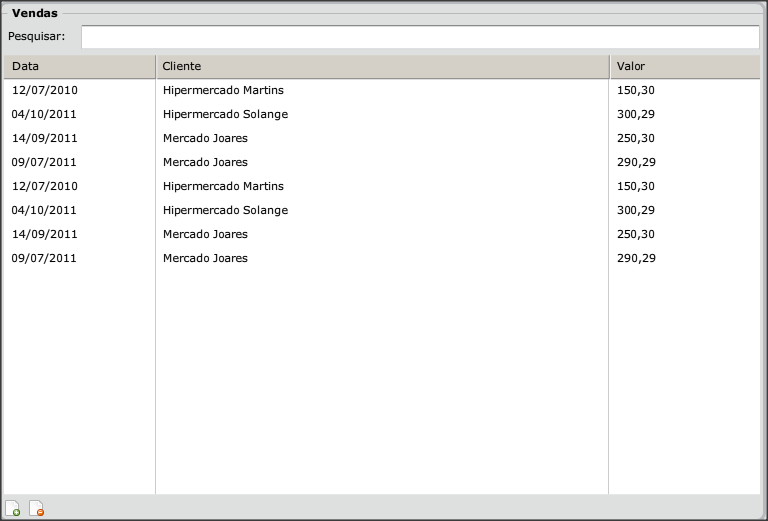 Vendas
Pesquisar:
Data Cliente Valor
12/07/2010 Hipermercado Martins 150,30
04/10/2011 Hipermercado Solange 300,29
14/09/2011 Mercado Joares 250,30
09/07/2011 Mercado Joares 290,29
12/07/2010 Hipermercado Martins 150,30
04/10/2011 Hipermercado Solange 300,29
14/09/2011 Mercado Joares 250,30
09/07/2011 Mercado Joares 290,29